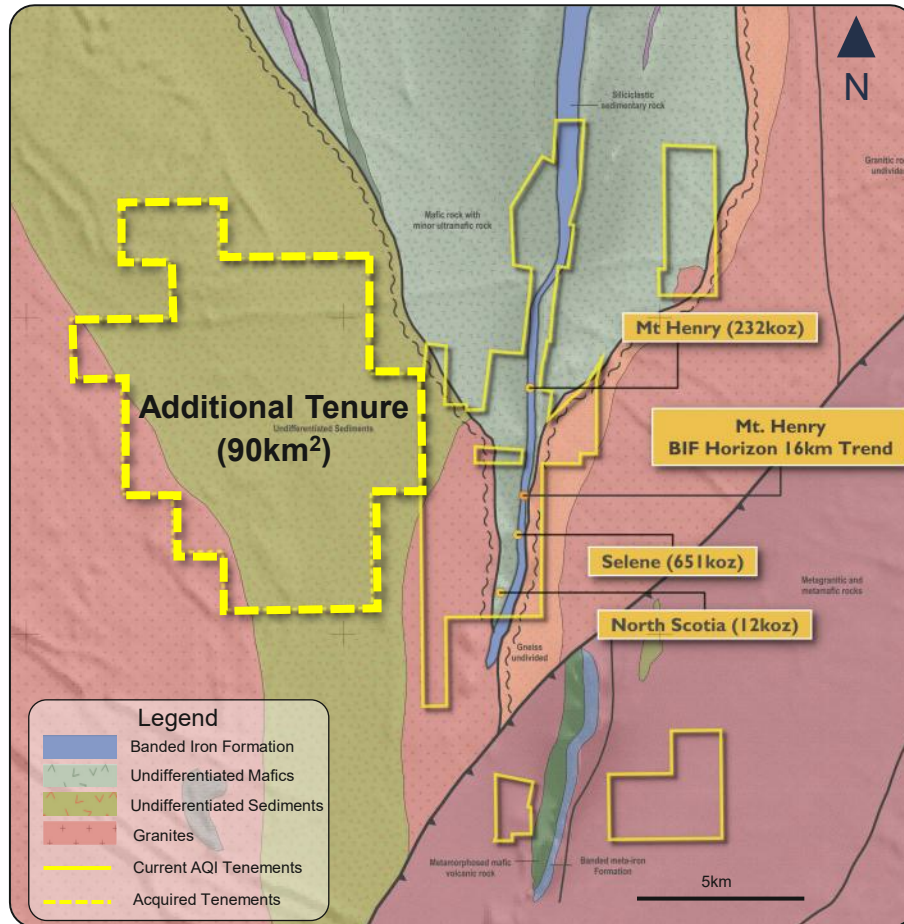 N
Siliciclastic
sedimentary rock
Granitic ro
undivide
Mafic rock with
minor ultramafic rock
Mt Henry (232koz)
Additional Tenure
Undifferentiated Sediments
(90km²)
Mt. Henry
BIF Horizon 16km Trend
Selene (651koz)
Metagranitic and
metamafic rocks
North Scotia (12koz)
Gneiss
undivided
Legend
Banded Iron Formation
Undifferentiated Mafics
Undifferentiated Sediments
Granites
Current AQI Tenements
Acquired Tenements
Metamorphosed mafic
volcanic rock
Banded meta-iron
Formation
5km